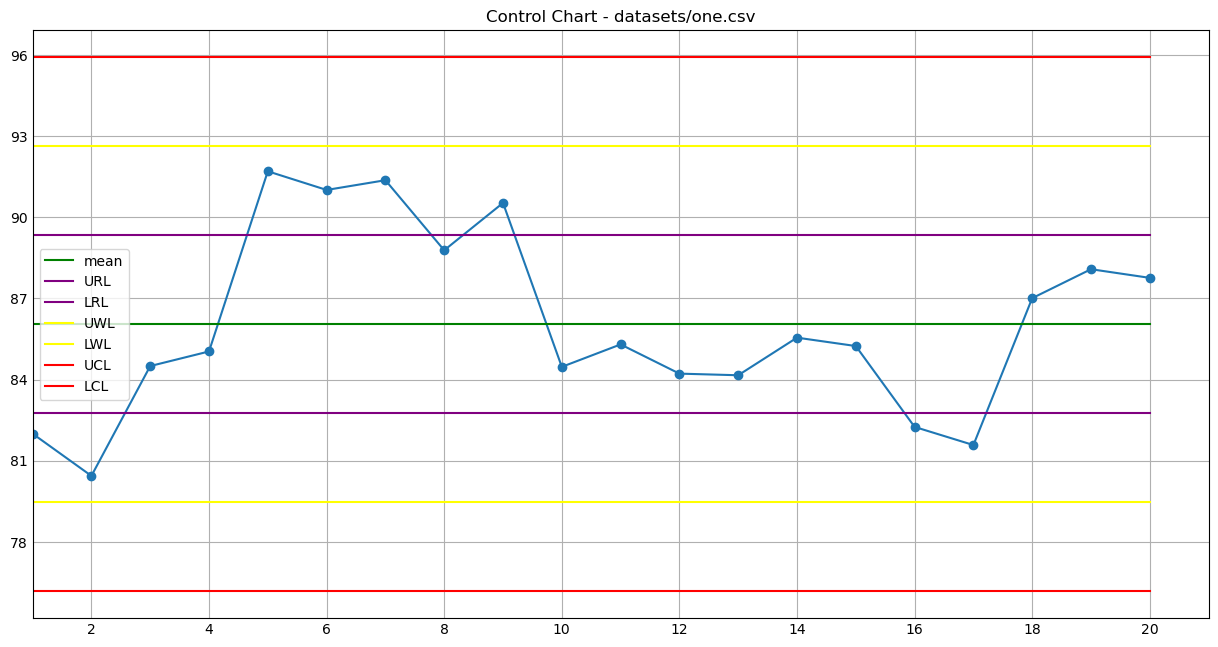 Control Chart - datasets/one.csv
96
93
90
87
84
81
78
mean
URL
LRL
UWL
LWL
UCL
LCL
2 4 6 8 10 12 14 16 18 20